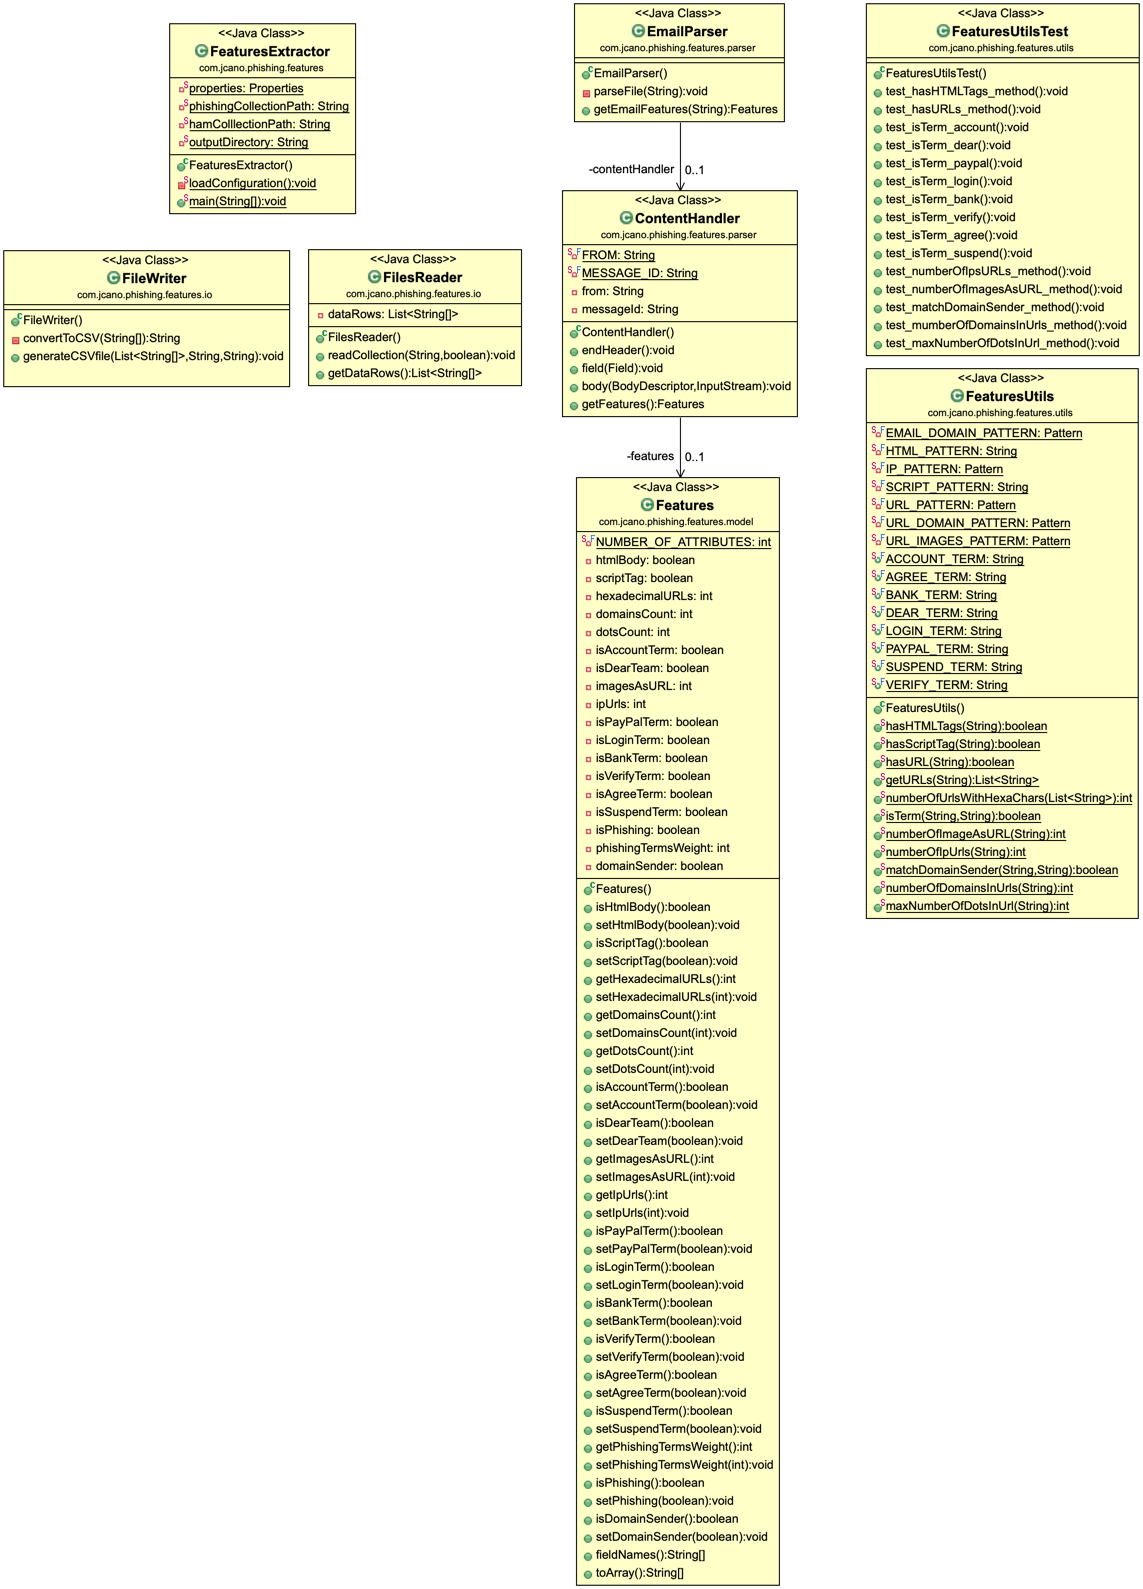 <<Java Class>>
FeaturesExtractor
com.jcano.phishing.features
properties: Properties
phishingCollectionPath: String
hamColllectionPath: String
outputDirectory: String
FeaturesExtractor()
loadConfiguration():void
main(String[]):void
<<Java Class>>
FileWriter
com.jcano.phishing.features.io
FileWriter()
convertToCSV(String[]):String
generateCSVfile(List<String[]>,String,String):void
<<Java Class>>
FilesReader
com.jcano.phishing.features.io
dataRows: List<String[]>
FilesReader()
readCollection(String,boolean):void
getDataRows():List<String[]>
<<Java Class>>
EmailParser
com.jcano.phishing.features.parser
EmailParser()
parseFile(String):void
getEmailFeatures(String):Features
-contentHandler 0..1
<<Java Class>>
ContentHandler
com.jcano.phishing.features.parser
FROM: String
MESSAGE_ID: String
from: String
messageId: String
ContentHandler()
endHeader():void
field(Field):void
body(BodyDescriptor,InputStream):void
getFeatures():Features
-features 0..1
<<Java Class>>
Features
com.jcano.phishing.features.model
NUMBER_OF_ATTRIBUTES: int
htmlBody: boolean
scriptTag: boolean
hexadecimalURLs: int
domainsCount: int
dotsCount: int
isAccountTerm: boolean
isDearTeam: boolean
imagesAsURL: int
ipUrls: int
isPayPalTerm: boolean
isLoginTerm: boolean
isBankTerm: boolean
isVerifyTerm: boolean
isAgreeTerm: boolean
isSuspendTerm: boolean
isPhishing: boolean
phishingTermsWeight: int
domainSender: boolean
Features()
isHtmlBody():boolean
setHtmlBody(boolean):void
isScriptTag():boolean
setScriptTag(boolean):void
getHexadecimalURLs():int
setHexadecimalURLs(int):void
getDomainsCount():int
setDomainsCount(int):void
getDotsCount():int
setDotsCount(int):void
isAccountTerm():boolean
setAccountTerm(boolean):void
isDearTeam():boolean
setDearTeam(boolean):void
getImagesAsURL():int
setImagesAsURL(int):void
getIpUrls():int
setIpUrls(int):void
isPayPalTerm():boolean
setPayPalTerm(boolean):void
isLoginTerm():boolean
setLoginTerm(boolean):void
isBankTerm():boolean
setBankTerm(boolean):void
isVerifyTerm():boolean
setVerifyTerm(boolean):void
isAgreeTerm():boolean
setAgreeTerm(boolean):void
isSuspendTerm():boolean
setSuspendTerm(boolean):void
getPhishingTermsWeight():int
setPhishingTermsWeight(int):void
isPhishing():boolean
setPhishing(boolean):void
isDomainSender():boolean
setDomainSender(boolean):void
fieldNames():String[]
toArray():String[]
<<Java Class>>
FeaturesUtilsTest
com.jcano.phishing.features.utils
FeaturesUtilsTest()
test_hasHTMLTags_method():void
test_hasURLs_method():void
test_isTerm_account():void
test_isTerm_dear():void
test_isTerm_paypal():void
test_isTerm_login():void
test_isTerm_bank():void
test_isTerm_verify():void
test_isTerm_agree():void
test_isTerm_suspend():void
test_numberOfIpsURLs_method():void
test_numberOfImagesAsURL_method():void
test_matchDomainSender_method():void
test_mumberOfDomainsInUrls_method():void
test_maxNumberOfDotsInUrl_method():void
<<Java Class>>
FeaturesUtils
com.jcano.phishing.features.utils
EMAIL_DOMAIN_PATTERN: Pattern
HTML_PATTERN: String
IP_PATTERN: Pattern
SCRIPT_PATTERN: String
URL_PATTERN: Pattern
URL_DOMAIN_PATTERN: Pattern
URL_IMAGES_PATTERM: Pattern
ACCOUNT_TERM: String
AGREE_TERM: String
BANK_TERM: String
DEAR_TERM: String
LOGIN_TERM: String
PAYPAL_TERM: String
SUSPEND_TERM: String
VERIFY_TERM: String
FeaturesUtils()
hasHTMLTags(String):boolean
hasScriptTag(String):boolean
hasURL(String):boolean
getURLs(String):List<String>
numberOfUrlsWithHexaChars(List<String>):int
isTerm(String,String):boolean
numberOfImageAsURL(String):int
numberOfIpUrls(String):int
matchDomainSender(String,String):boolean
numberOfDomainsInUrls(String):int
maxNumberOfDotsInUrl(String):int